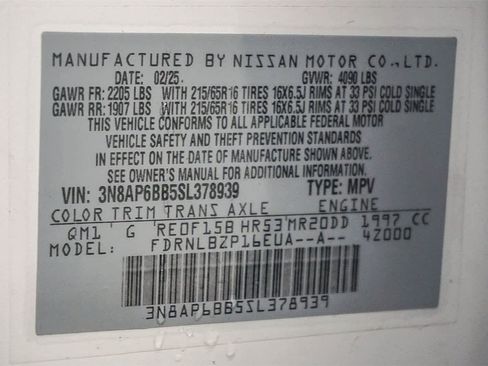 MANUFACTURED BY NISSAN MOTOR CO., LTD.
DATE: 02/25. GVWR: 4090 LBS
GAWR FR: 2205 LBS WITH 215/65R16 TIRES 16X6.5J RIMS AT 33 PSI COLD SINGLE
GAWR RR: 1907 LBS WITH 215/65R16 TIRES 16X6.5J RIMS AT 33 PSI COLD SINGLE
THIS VEHICLE CONFORMS TO ALL APPLICABLE FEDERAL MOTOR
VEHICLE SAFETY AND THEFT PREVENTION STANDARDS
IN EFFECT ON THE DATE OF MANUFACTURE SHOWN ABOVE.
SEE OWNER'S MANUAL FOR ADDITIONAL INFORMATION.
VIN: 3N8AP6BB5SL378939 TYPE: MPV
COLOR TRIM TRANS AXLE ENGINE
QM1 G RE0F15B HR53 MR20DD 1997 CC
MODEL: FDRNLBZP16EUA--A-- 4Z000
3N8AP6BB5SL378939